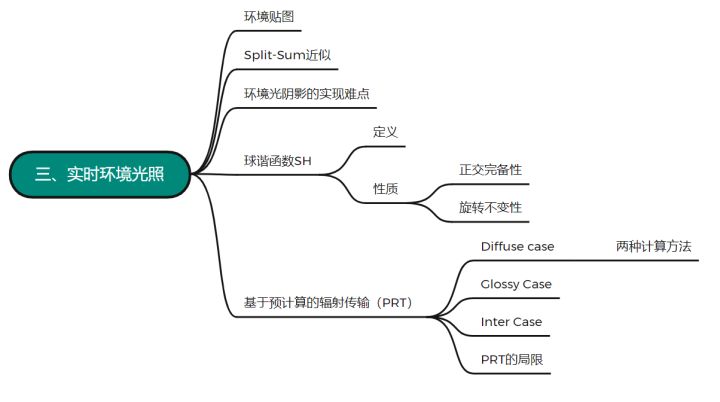 三、实时环境光照
环境贴图
Split-Sum近似
环境光阴影的实现难点
球谐函数SH
定义
性质
正交完备性
旋转不变性
基于预计算的辐射传输（PRT）
Diffuse case
两种计算方法
Glossy Case
Inter Case
PRT的局限